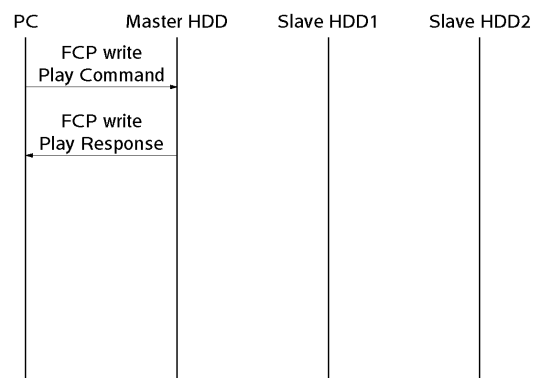 PC Master HDD Slave HDD1 Slave HDD2
FCP write
Play Command
FCP write
Play Response